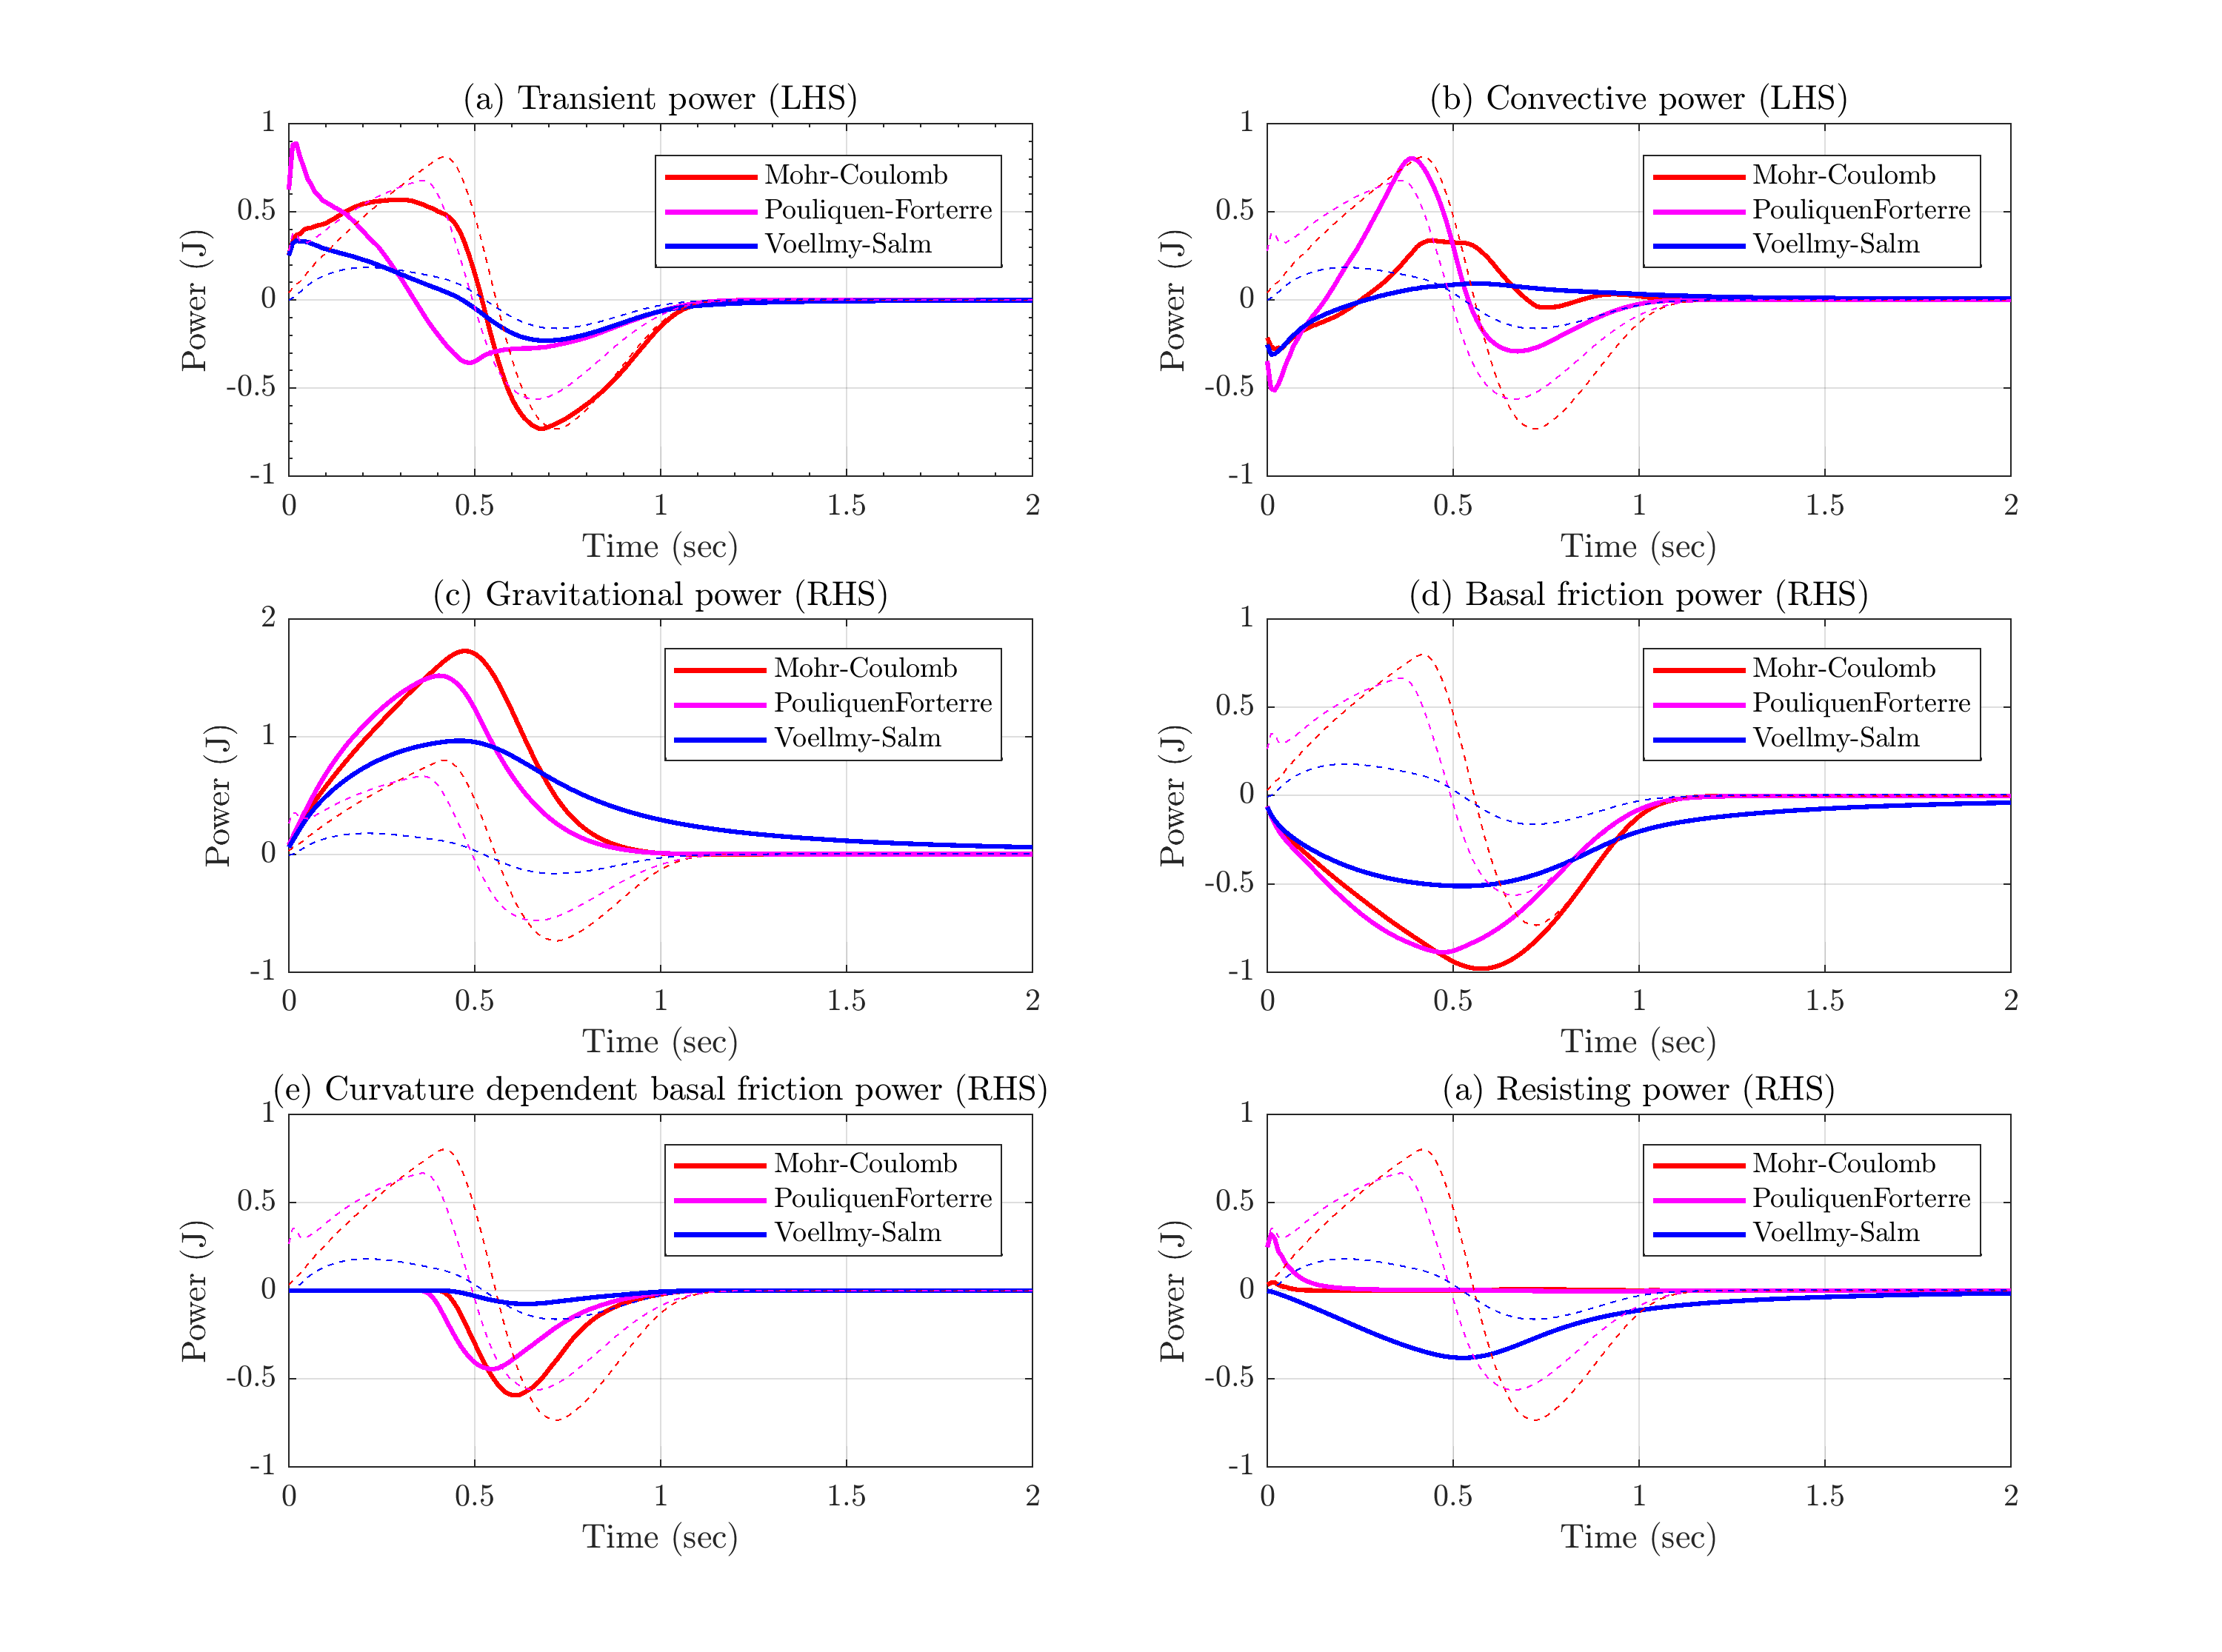 (a) Transient power (LHS)
1
0.5
0
-0.5
-1
Power (J)
Mohr-Coulomb
Pouliquen-Forterre
Voellmy-Salm
0 0.5 1 1.5 2
Time (sec)
(b) Convective power (LHS)
1
0.5
0
-0.5
-1
Power (J)
Mohr-Coulomb
PouliquenForterre
Voellmy-Salm
0 0.5 1 1.5 2
Time (sec)
(c) Gravitational power (RHS)
2
1
0
-1
Power (J)
Mohr-Coulomb
PouliquenForterre
Voellmy-Salm
0 0.5 1 1.5 2
Time (sec)
(d) Basal friction power (RHS)
1
0.5
0
-0.5
-1
Power (J)
Mohr-Coulomb
PouliquenForterre
Voellmy-Salm
0 0.5 1 1.5 2
Time (sec)
(e) Curvature dependent basal friction power (RHS)
1
0.5
0
-0.5
-1
Power (J)
Mohr-Coulomb
PouliquenForterre
Voellmy-Salm
0 0.5 1 1.5 2
Time (sec)
(a) Resisting power (RHS)
1
0.5
0
-0.5
-1
Power (J)
Mohr-Coulomb
PouliquenForterre
Voellmy-Salm
0 0.5 1 1.5 2
Time (sec)